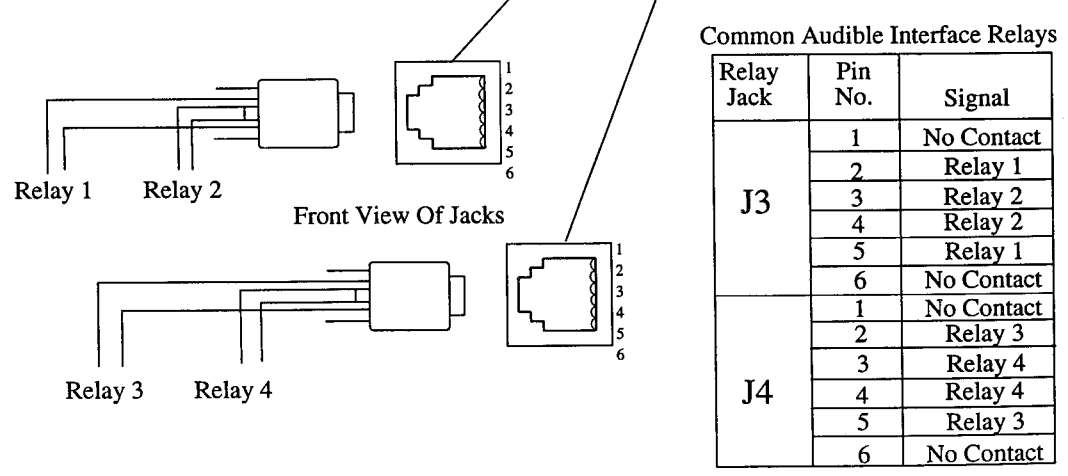 1
2
3
4
5
6
Relay 1 Relay 2
Front View Of Jacks
1
2
3
4
5
6
Relay 3 Relay 4
Common Audible Interface Relays
Relay Jack Pin No. Signal
J3
1 No Contact
2 Relay 1
3 Relay 2
4 Relay 2
5 Relay 1
6 No Contact
J4
1 No Contact
2 Relay 3
3 Relay 4
4 Relay 4
5 Relay 3
6 No Contact